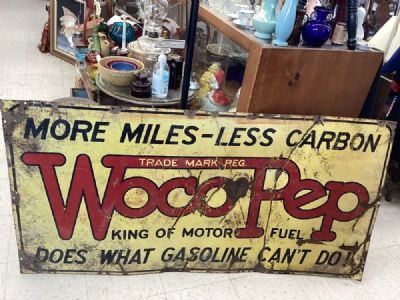 MORE MILES-LESS CARBON
TRADE MARK REG.
Woco Pep
KING OF MOTOR FUEL
DOES WHAT GASOLINE CAN'T DO!